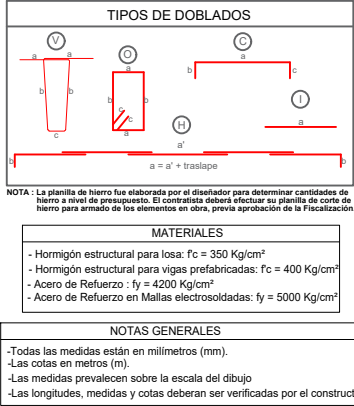 TIPOS DE DOBLADOS
V
O
C
I
H
a
a
b
b
c
a
b
b
c
c
a
a
b
c
a
a'
b
b
a = a' + traslape
NOTA : La planilla de hierro fue elaborada por el diseñador para determinar cantidades de
hierro a nivel de presupuesto. El contratista deberá efectuar su planilla de corte de
hierro para armado de los elementos en obra, previa aprobación de la Fiscalización
MATERIALES
- Hormigón estructural para losa: f'c = 350 Kg/cm²
- Hormigón estructural para vigas prefabricadas: f'c = 400 Kg/cm²
- Acero de Refuerzo : fy = 4200 Kg/cm²
- Acero de Refuerzo en Mallas electrosoldadas: fy = 5000 Kg/cm²
NOTAS GENERALES
-Todas las medidas están en milímetros (mm).
-Las cotas en metros (m).
-Las medidas prevalecen sobre la escala del dibujo
-Las longitudes, medidas y cotas deberan ser verificadas por el construct